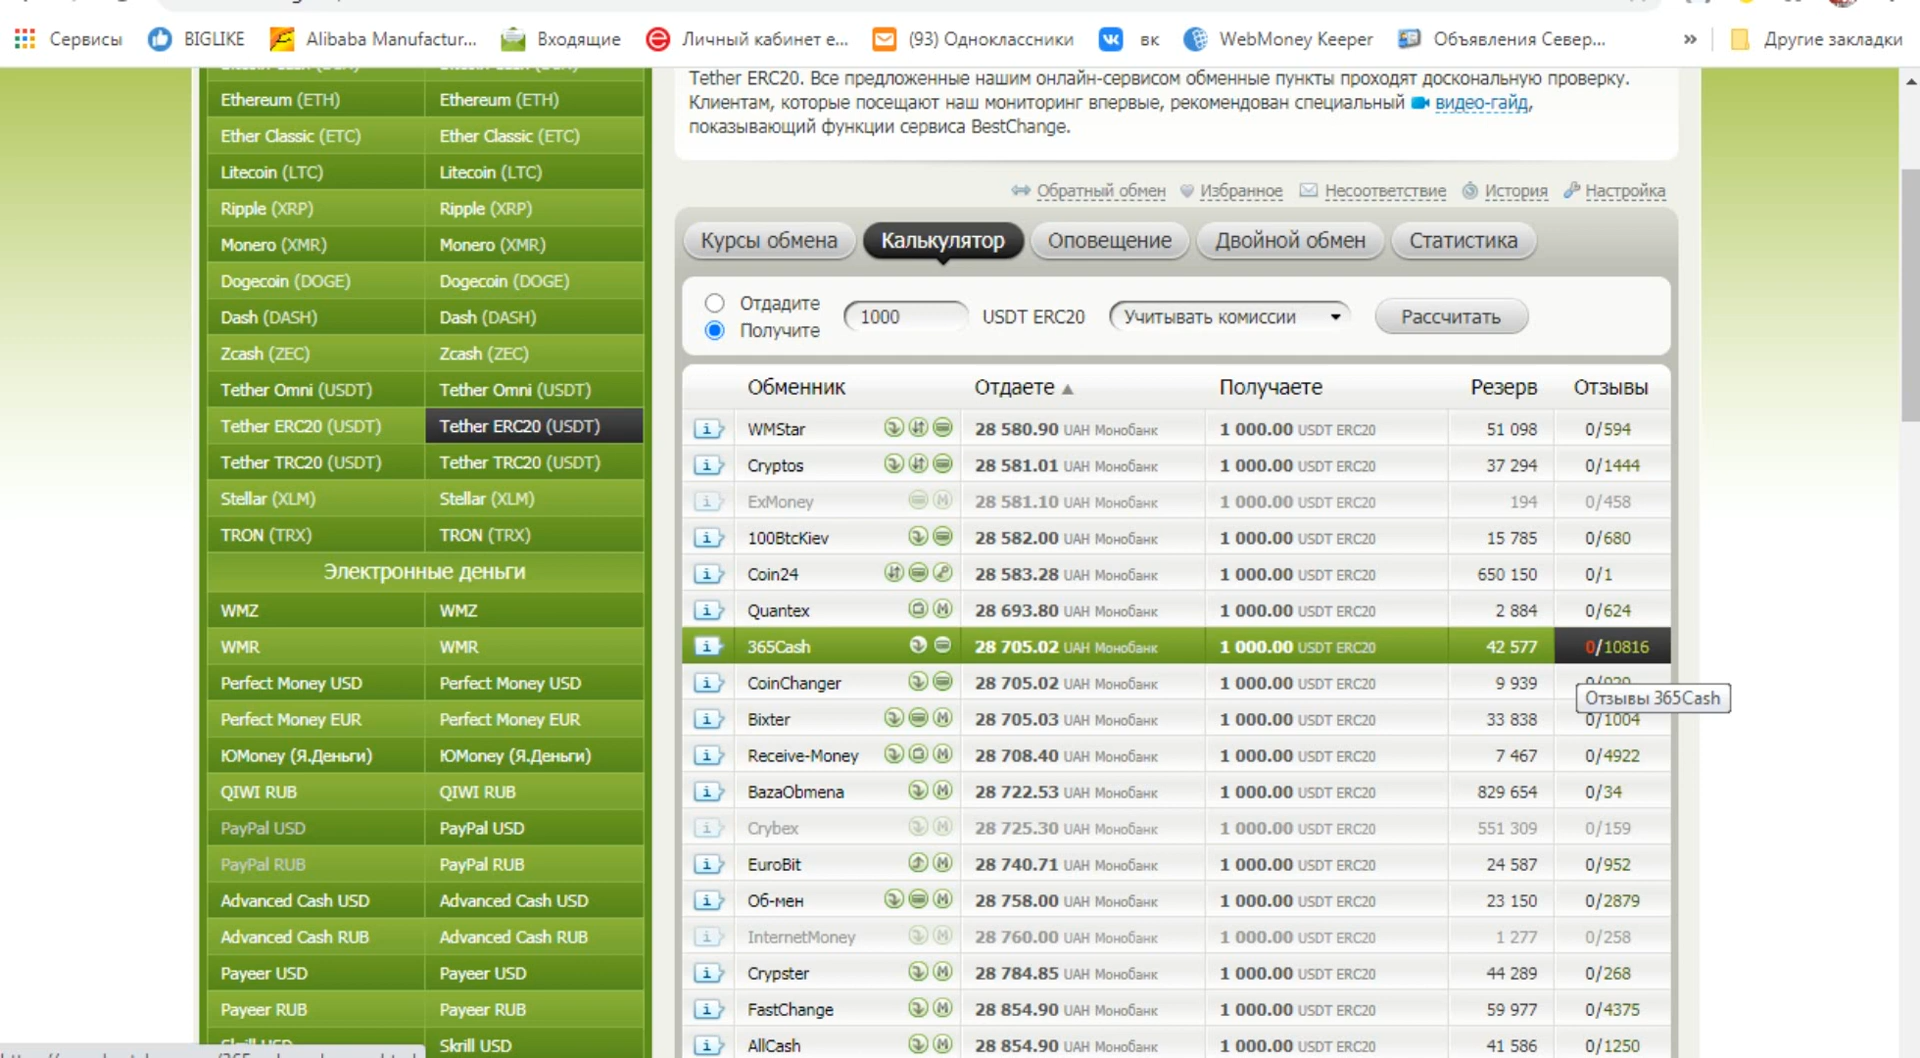 Сервисы BIGLIKE Alibaba Manufactur... Входящие Личный кабинет е... (93) Одноклассники вк WebMoney Keeper Объявления Север... » Другие закладки
Tether ERC20. Все предложенные нашим онлайн-сервисом обменные пункты проходят доскональную проверку.
Клиентам, которые посещают наш мониторинг впервые, рекомендован специальный видео-гайд,
показывающий функции сервиса BestChange.
Обратный обмен Избранное Несоответствие История Настройка
Курсы обмена Калькулятор Оповещение Двойной обмен Статистика
Отдадите
Получите
1000 USDT ERC20 Учитывать комиссии Рассчитать
Ethereum (ETH) Ethereum (ETH)
Ether Classic (ETC) Ether Classic (ETC)
Litecoin (LTC) Litecoin (LTC)
Ripple (XRP) Ripple (XRP)
Monero (XMR) Monero (XMR)
Dogecoin (DOGE) Dogecoin (DOGE)
Dash (DASH) Dash (DASH)
Zcash (ZEC) Zcash (ZEC)
Tether Omni (USDT) Tether Omni (USDT)
Tether ERC20 (USDT) Tether ERC20 (USDT)
Tether TRC20 (USDT) Tether TRC20 (USDT)
Stellar (XLM) Stellar (XLM)
TRON (TRX) TRON (TRX)
Электронные деньги
WMZ WMZ
WMR WMR
Perfect Money USD Perfect Money USD
Perfect Money EUR Perfect Money EUR
ЮMoney (Я.Деньги) ЮMoney (Я.Деньги)
QIWI RUB QIWI RUB
PayPal USD PayPal USD
PayPal RUB PayPal RUB
Advanced Cash USD Advanced Cash USD
Advanced Cash RUB Advanced Cash RUB
Payeer USD Payeer USD
Payeer RUB Payeer RUB
Skrill USD Skrill USD
Обменник Отдаете ▲ Получаете Резерв Отзывы
WMStar 28 580.90 UAH Монобанк 1 000.00 USDT ERC20 51 098 0/594
Cryptos 28 581.01 UAH Монобанк 1 000.00 USDT ERC20 37 294 0/1444
ExMoney 28 581.10 UAH Монобанк 1 000.00 USDT ERC20 194 0/458
100BtcKiev 28 582.00 UAH Монобанк 1 000.00 USDT ERC20 15 785 0/680
Coin24 28 583.28 UAH Монобанк 1 000.00 USDT ERC20 650 150 0/1
Quantex 28 693.80 UAH Монобанк 1 000.00 USDT ERC20 2 884 0/624
365Cash 28 705.02 UAH Монобанк 1 000.00 USDT ERC20 42 577 0/10816
CoinChanger 28 705.02 UAH Монобанк 1 000.00 USDT ERC20 9 939
Отзывы 365Cash
Bixter 28 705.03 UAH Монобанк 1 000.00 USDT ERC20 33 838 0/1004
Receive-Money 28 708.40 UAH Монобанк 1 000.00 USDT ERC20 7 467 0/4922
BazaObmena 28 722.53 UAH Монобанк 1 000.00 USDT ERC20 829 654 0/34
Crybex 28 725.30 UAH Монобанк 1 000.00 USDT ERC20 551 309 0/159
EuroBit 28 740.71 UAH Монобанк 1 000.00 USDT ERC20 24 587 0/952
Об-мен 28 758.00 UAH Монобанк 1 000.00 USDT ERC20 23 150 0/2879
InternetMoney 28 760.00 UAH Монобанк 1 000.00 USDT ERC20 1 277 0/258
Crypster 28 784.85 UAH Монобанк 1 000.00 USDT ERC20 44 289 0/268
FastChange 28 854.90 UAH Монобанк 1 000.00 USDT ERC20 59 977 0/4375
AllCash 28 854.90 UAH Монобанк 1 000.00 USDT ERC20 41 586 0/1250